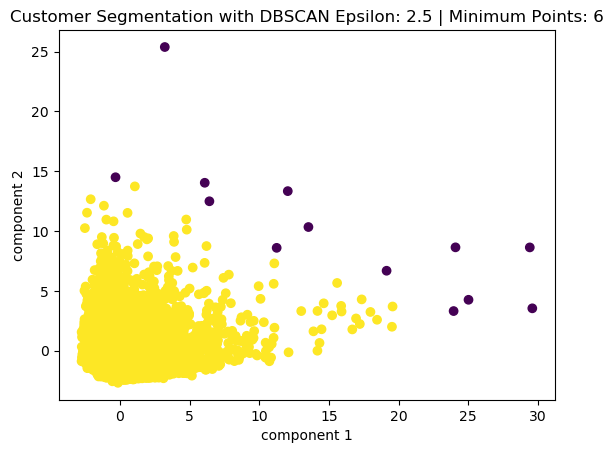 Customer Segmentation with DBSCAN Epsilon: 2.5 | Minimum Points: 6
25
20
15
10
5
0
component 2
0 5 10 15 20 25 30
component 1